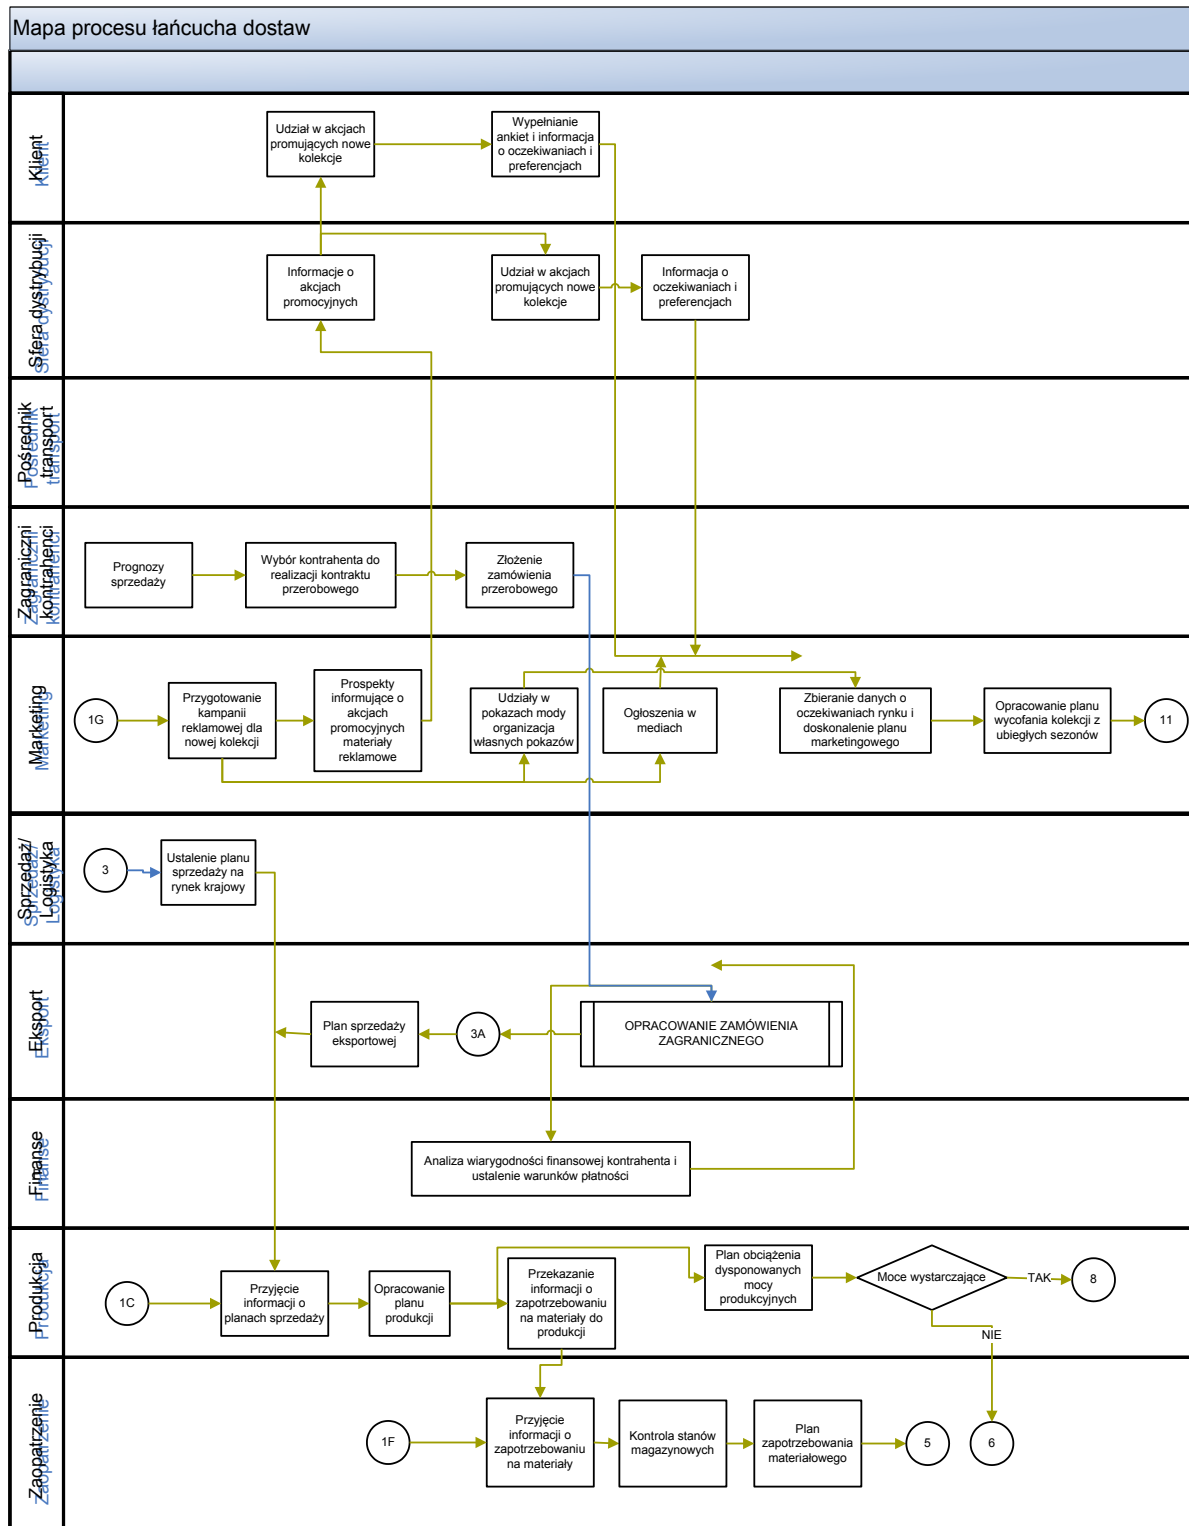 Mapa procesu łańcucha dostaw
Klient
Udział w akcjach
promujących nowe
kolekcje
Wypełnianie
ankiet i informacja
o oczekiwaniach i
preferencjach
Sfera dystrybucji
Informacje o
akcjach
promocyjnych
Udział w akcjach
promujących nowe
kolekcje
Informacja o
oczekiwaniach i
preferencjach
Pośrednik
transport
Zagraniczni
kontrahenci
Prognozy
sprzedaży
Wybór kontrahenta do
realizacji kontraktu
przerobowego
Złożenie
zamówienia
przerobowego
Marketing
1G
Przygotowanie
kampanii
reklamowej dla
nowej kolekcji
Prospekty
informujące o
akcjach
promocyjnych
materiały
reklamowe
Udziały w
pokazach mody
organizacja
własnych pokazów
Ogłoszenia w
mediach
Zbieranie danych o
oczekiwaniach rynku i
doskonalenie planu
marketingowego
Opracowanie planu
wycofania kolekcji z
ubiegłych sezonów
11
Sprzedaż/
Logistyka
3
Ustalenie planu
sprzedaży na
rynek krajowy
Eksport
Plan sprzedaży
eksportowej
3A
OPRACOWANIE ZAMÓWIENIA
ZAGRANICZNEGO
Finanse
Analiza wiarygodności finansowej kontrahenta i
ustalenie warunków płatności
Produkcja
1C
Przyjęcie
informacji o
planach sprzedaży
Opracowanie
planu
produkcji
Przekazanie
informacji o
zapotrzebowaniu
na materiały do
produkcji
Plan obciążenia
dysponowanych
mocy
produkcyjnych
Moce wystarczające
TAK
8
NIE
Zaopatrzenie
1F
Przyjęcie
informacji o
zapotrzebowaniu
na materiały
Kontrola stanów
magazynowych
Plan
zapotrzebowania
materiałowego
5
6